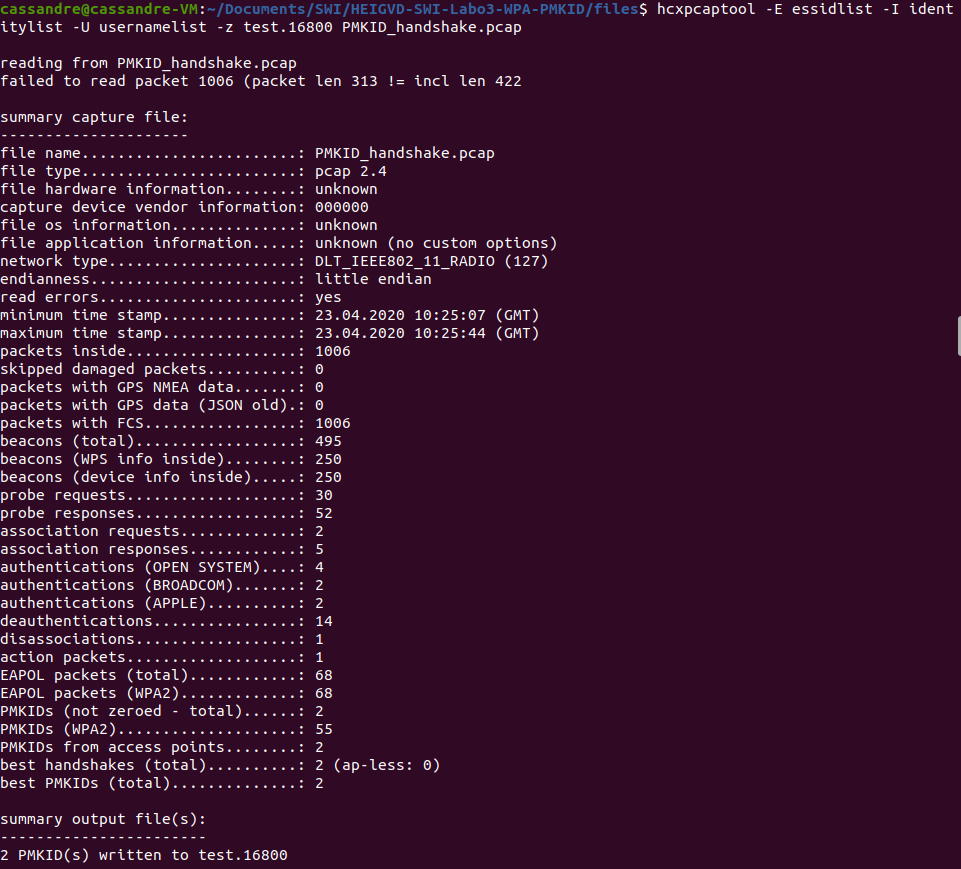 cassandre@cassandre-VM:~/Documents/SWI/HEIGVD-SWI-Labo3-WPA-PMKID/files$ hcxpcaptool -E essidlist -I ident
itylist -U usernamelist -z test.16800 PMKID_handshake.pcap
reading from PMKID_handshake.pcap
failed to read packet 1006 (packet len 313 != incl len 422
summary capture file:
---------------------
file name........................: PMKID_handshake.pcap
file type........................: pcap 2.4
file hardware information........: unknown
capture device vendor information: 000000
file os information..............: unknown
file application information.....: unknown (no custom options)
network type.....................: DLT_IEEE802_11_RADIO (127)
endianness.......................: little endian
read errors......................: yes
minimum time stamp...............: 23.04.2020 10:25:07 (GMT)
maximum time stamp...............: 23.04.2020 10:25:44 (GMT)
packets inside...................: 1006
skipped damaged packets..........: 0
packets with GPS NMEA data.......: 0
packets with GPS data (JSON old).: 0
packets with FCS.................: 1006
beacons (total)..................: 495
beacons (WPS info inside)........: 250
beacons (device info inside).....: 250
probe requests...................: 30
probe responses..................: 52
association requests.............: 2
association responses............: 5
authentications (OPEN SYSTEM)....: 4
authentications (BROADCOM).......: 2
authentications (APPLE)..........: 2
deauthentications................: 14
disassociations..................: 1
action packets...................: 1
EAPOL packets (total)............: 68
EAPOL packets (WPA2).............: 68
PMKIDs (not zeroed - total)......: 2
PMKIDs (WPA2)....................: 55
PMKIDs from access points........: 2
best handshakes (total)..........: 2 (ap-less: 0)
best PMKIDs (total)..............: 2
summary output file(s):
-----------------------
2 PMKID(s) written to test.16800